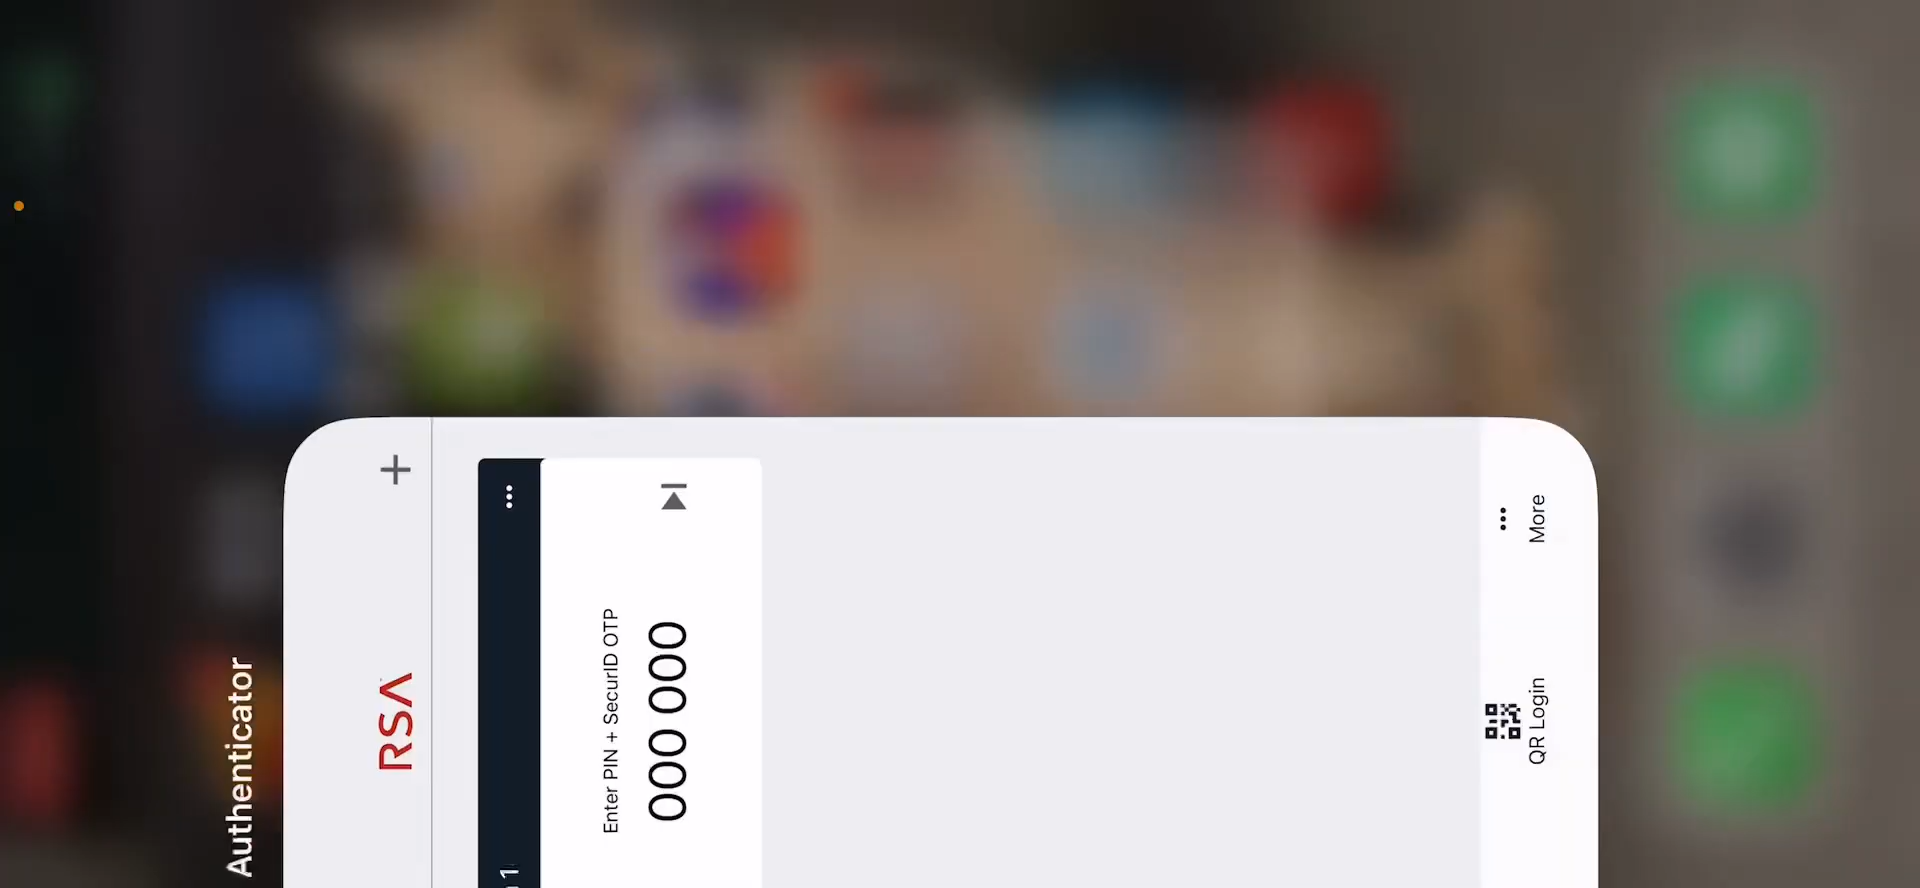 Authenticator
RSA
Enter PIN + SecurID OTP
000 000
QR Login
More